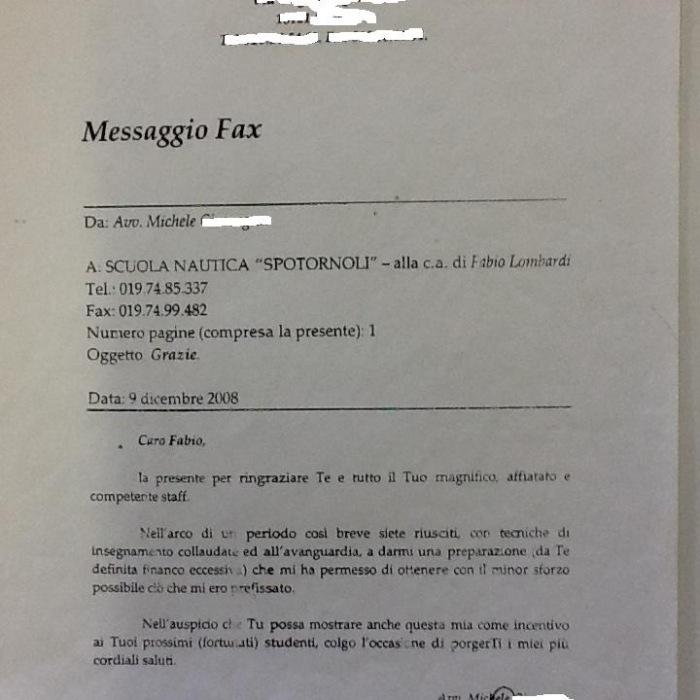 Messaggio Fax
Da: Avv. Michele
A: SCUOLA NAUTICA "SPOTORNOLI" – alla c.a. di Fabio Lombardi
Tel.: 019.74.85.337
Fax: 019.74.99.482
Numero pagine (compresa la presente): 1
Oggetto Grazie.
Data: 9 dicembre 2008
Caro Fabio,
la presente per ringraziare Te e tutto il Tuo magnifico, affiatato e
competente staff.
Nell'arco di un periodo così breve siete riusciti, con tecniche di
insegnamento collaudate ed all'avanguardia, a darmi una preparazione (da Te
definita financo eccessiva) che mi ha permesso di ottenere con il minor sforzo
possibile ciò che mi ero prefissato.
Nell'auspicio che Tu possa mostrare anche questa mia come incentivo
ai Tuoi prossimi (fortunati) studenti, colgo l'occasione di porgerTi i miei più
cordiali saluti.
Avv. Michele